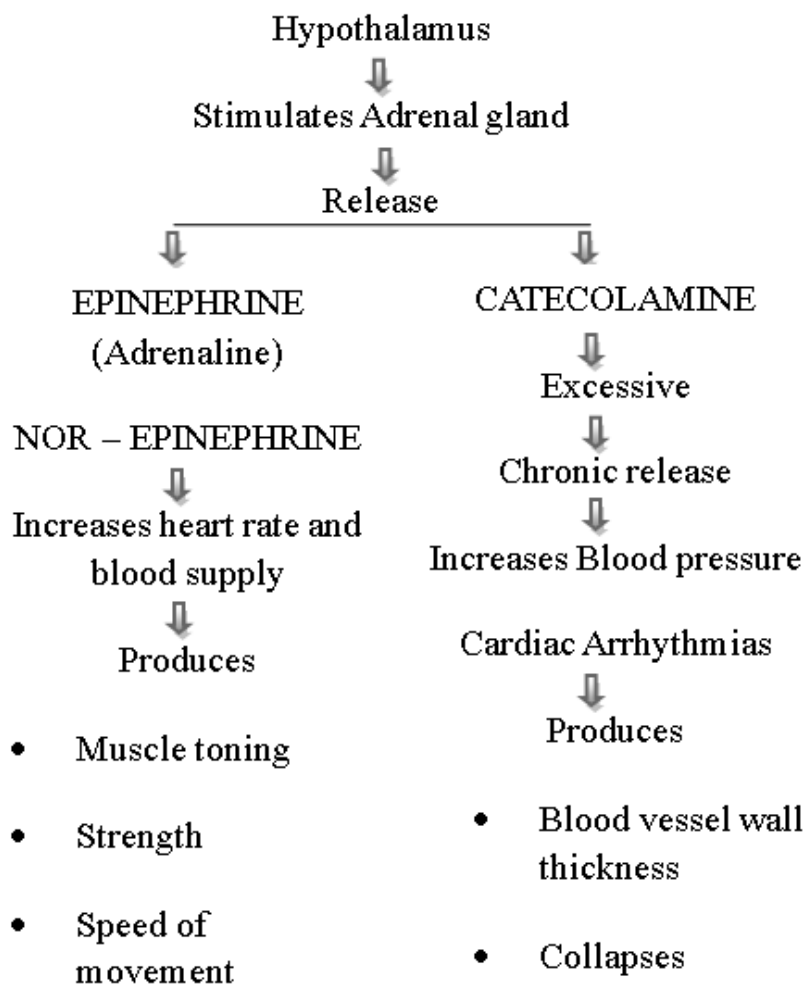 Hypothalamus
Stimulates Adrenal gland
Release
EPINEPHRINE
(Adrenaline)
NOR – EPINEPHRINE
Increases heart rate and
blood supply
Produces
• Muscle toning
• Strength
• Speed of
movement
CATECOLAMINE
Excessive
Chronic release
Increases Blood pressure
Cardiac Arrhythmias
Produces
• Blood vessel wall
thickness
• Collapses